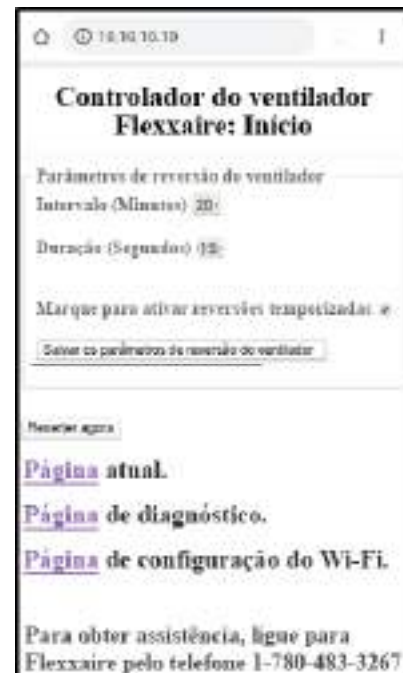 10.10.10.10
Controlador do ventilador
Flexxaire: Início
Parâmetros de reversão do ventilador
Intervalo (Minutos) 20
Duração (Segundos)
Marque para ativar reversões temporizadas
Salvar os parâmetros de reversão do ventilador
Reverter agora
Página atual.
Página de diagnóstico.
Página de configuração do Wi-Fi.
Para obter assistência, ligue para
Flexxaire pelo telefone 1-780-483-3267